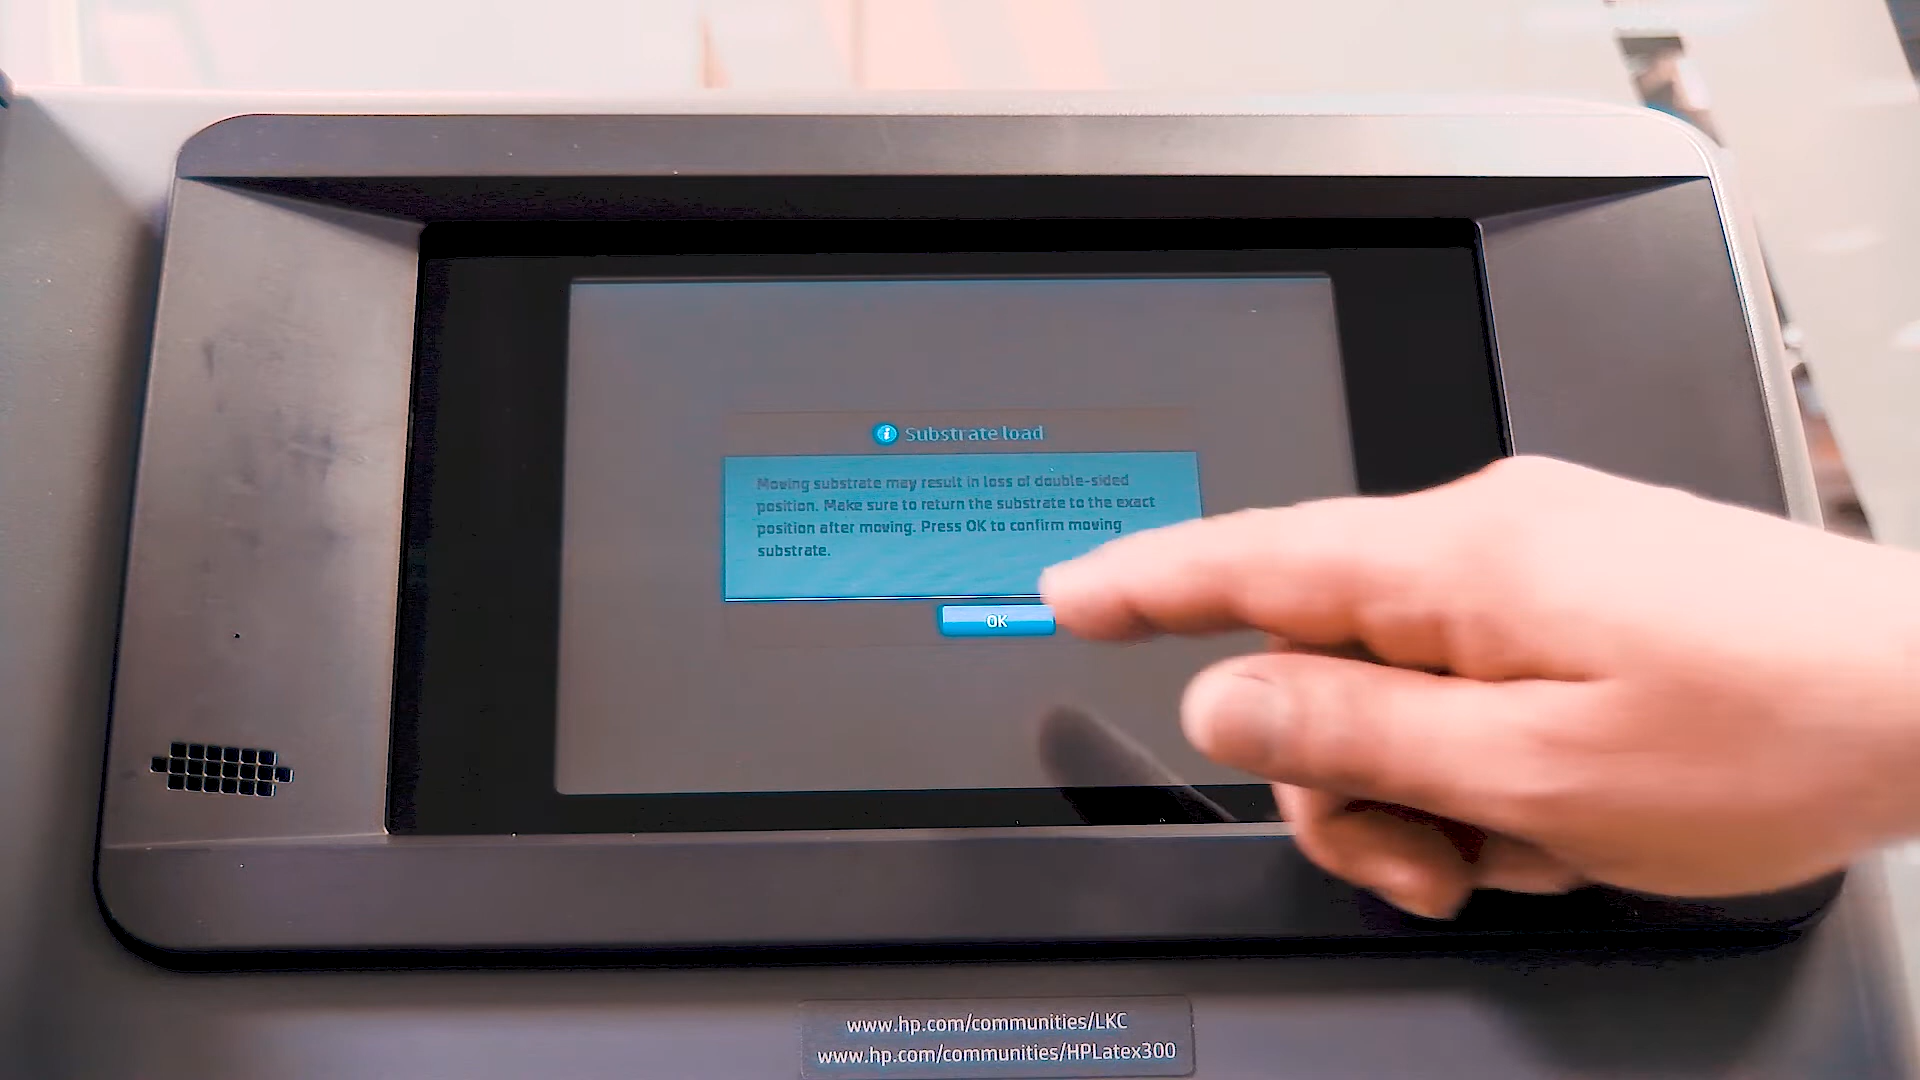 Substrate load
Moving substrate may result in loss of double-sided
position. Make sure to return the substrate to the exact
position after moving. Press OK to confirm moving
substrate.
OK
www.hp.com/communities/LKC
www.hp.com/communities/HPLatex300